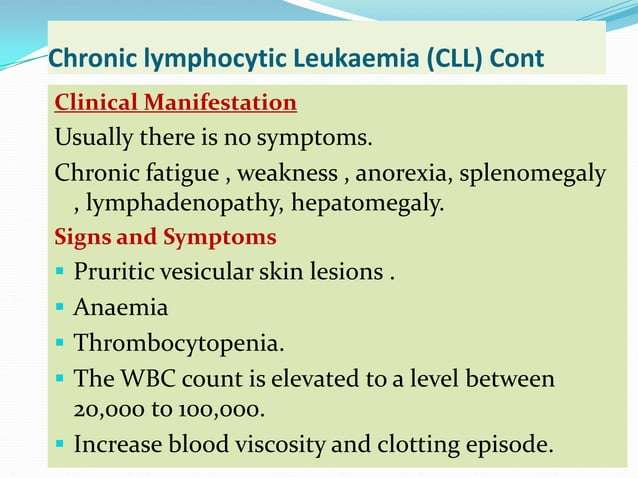 Chronic lymphocytic Leukaemia (CLL) Cont
Clinical Manifestation
Usually there is no symptoms.
Chronic fatigue , weakness , anorexia, splenomegaly
, lymphadenopathy, hepatomegaly.
Signs and Symptoms
▪ Pruritic vesicular skin lesions .
▪ Anaemia
▪ Thrombocytopenia.
▪ The WBC count is elevated to a level between
20,000 to 100,000.
▪ Increase blood viscosity and clotting episode.